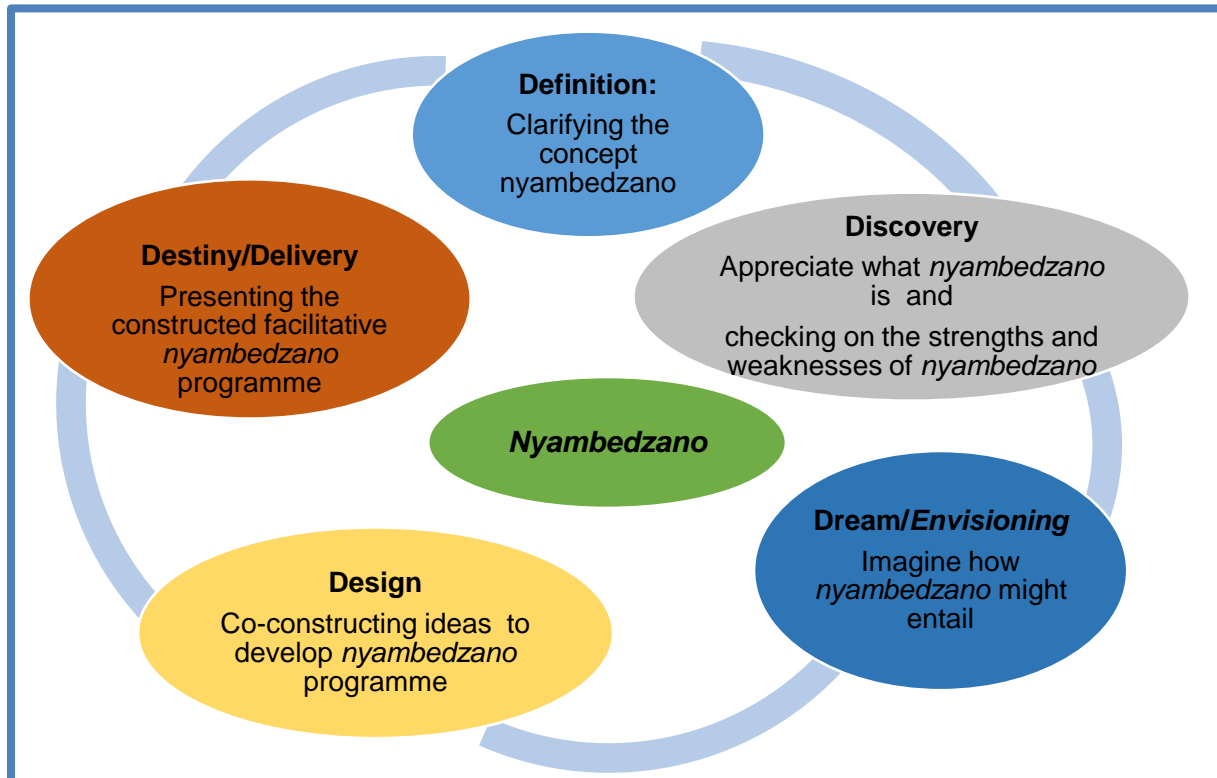 Definition:
Clarifying the
concept
nyambedzano
Discovery
Appreciate what nyambedzano
is and
checking on the strengths and
weaknesses of nyambedzano
Dream/Envisioning
Imagine how
nyambedzano might
entail
Design
Co-constructing ideas to
develop nyambedzano
programme
Destiny/Delivery
Presenting the
constructed facilitative
nyambedzano
programme
Nyambedzano